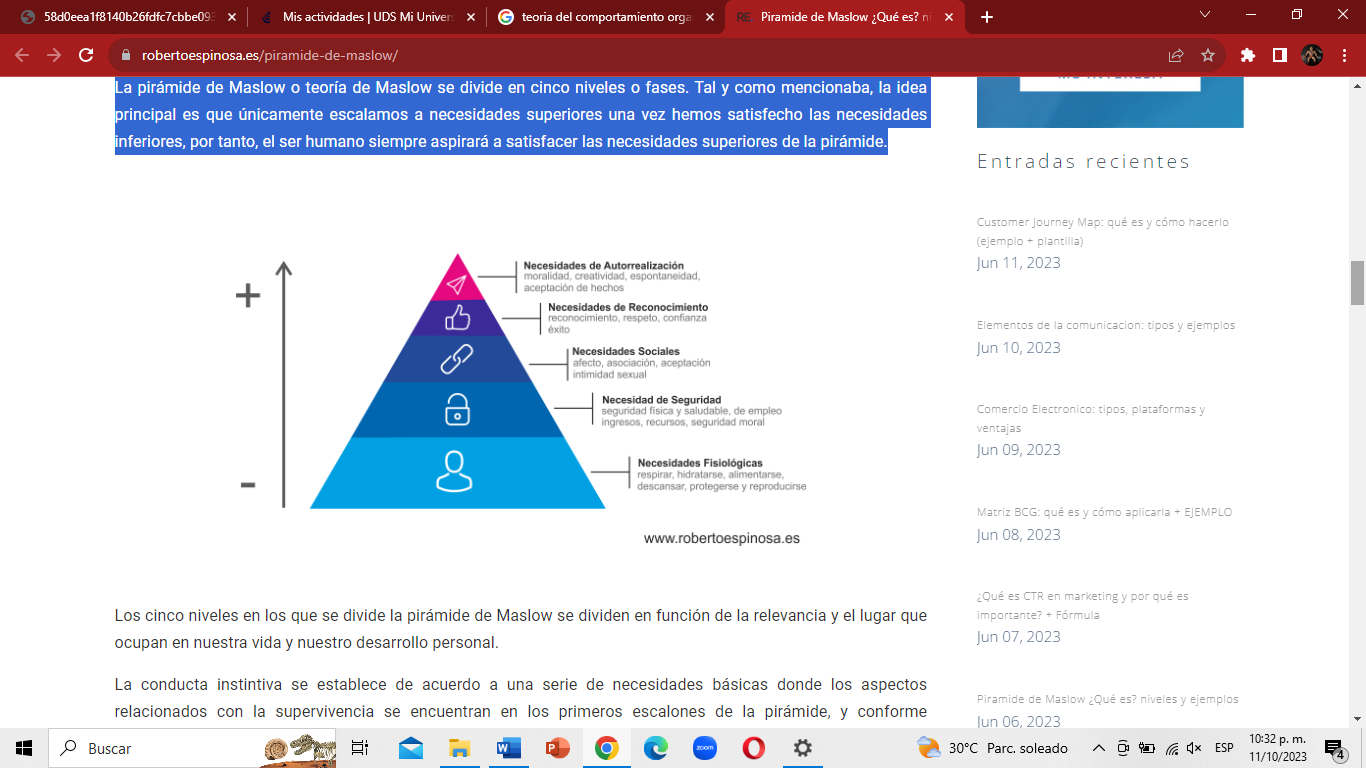 58d0eea1f8140b26fdfc7cbbe093
Mis actividades | UDS Mi Univers
teoria del comportamiento orga
Piramide de Maslow ¿Qué es? ni
robertoespinosa.es/piramide-de-maslow/
La pirámide de Maslow o teoría de Maslow se divide en cinco niveles o fases. Tal y como mencionaba, la idea
principal es que únicamente escalamos a necesidades superiores una vez hemos satisfecho las necesidades
inferiores, por tanto, el ser humano siempre aspirará a satisfacer las necesidades superiores de la pirámide.
+
-
Necesidades de Autorrealización
moralidad, creatividad, espontaneidad,
aceptación de hechos
Necesidades de Reconocimiento
reconocimiento, respeto, confianza
éxito
Necesidades Sociales
afecto, asociación, aceptación
intimidad sexual
Necesidad de Seguridad
seguridad física y saludable, de empleo
ingresos, recursos, seguridad moral
Necesidades Fisiológicas
respirar, hidratarse, alimentarse,
descansar, protegerse y reproducirse
www.robertoespinosa.es
Los cinco niveles en los que se divide la pirámide de Maslow se dividen en función de la relevancia y el lugar que
ocupan en nuestra vida y nuestro desarrollo personal.
La conducta instintiva se establece de acuerdo a una serie de necesidades básicas donde los aspectos
relacionados con la supervivencia se encuentran en los primeros escalones de la pirámide, y conforme
Entradas recientes
Customer Journey Map: qué es y cómo hacerlo
(ejemplo + plantilla)
Jun 11, 2023
Elementos de la comunicacion: tipos y ejemplos
Jun 10, 2023
Comercio Electronico: tipos, plataformas y
ventajas
Jun 09, 2023
Matriz BCG: qué es y cómo aplicarla + EJEMPLO
Jun 08, 2023
¿Qué es CTR en marketing y por qué es
importante? + Fórmula
Jun 07, 2023
Piramide de Maslow ¿Qué es? niveles y ejemplos
Jun 06, 2023
Buscar
zoom
30°C Parc. soleado
ESP
10:32 p. m.
11/10/2023
4